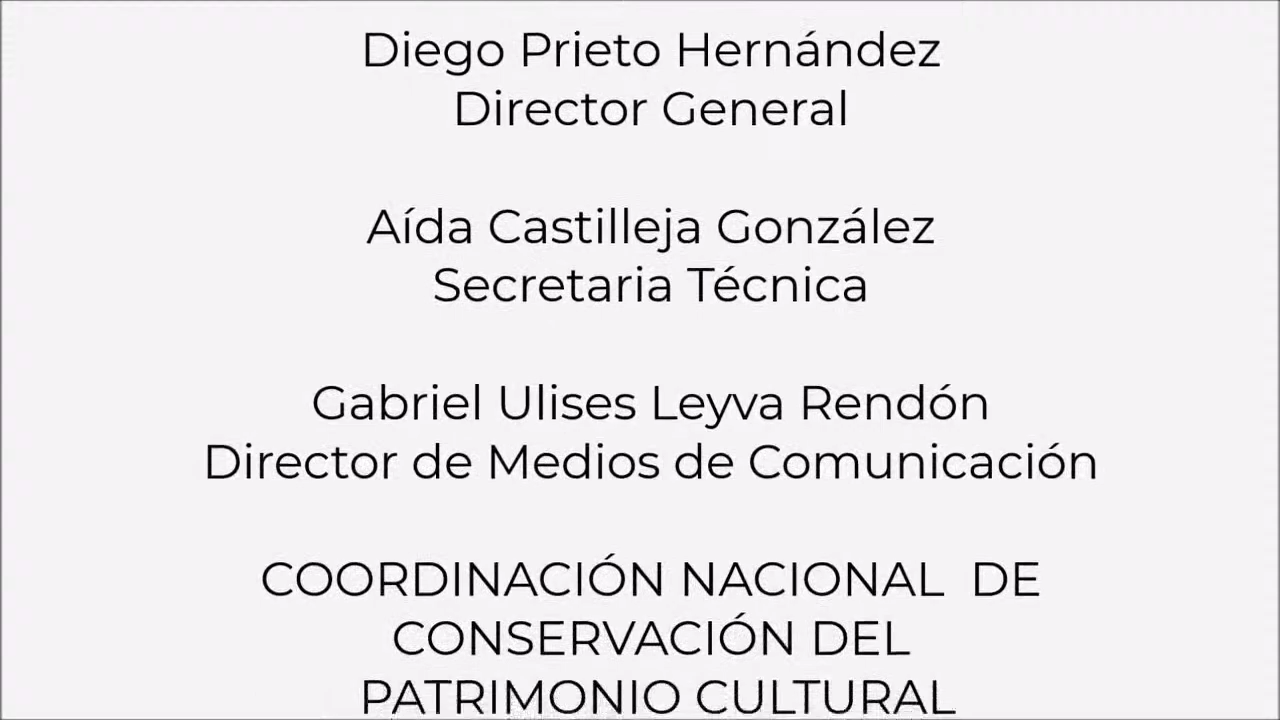 Diego Prieto Hernández
Director General
Aída Castilleja González
Secretaria Técnica
Gabriel Ulises Leyva Rendón
Director de Medios de Comunicación
COORDINACIÓN NACIONAL DE
CONSERVACIÓN DEL
PATRIMONIO CULTURAL